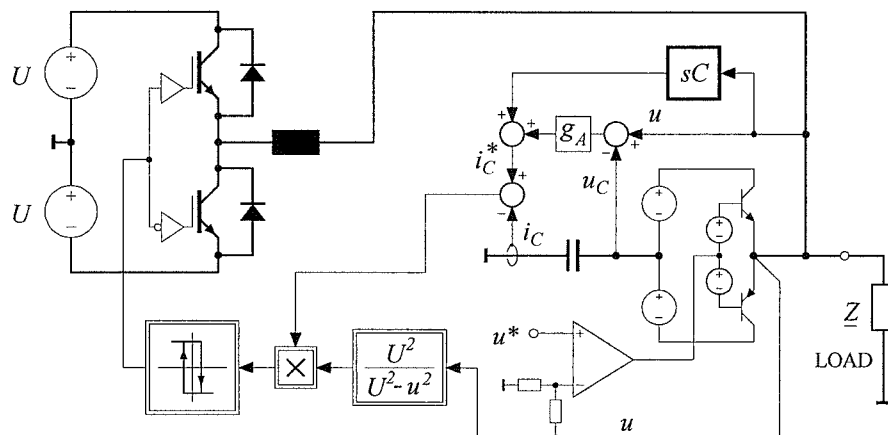 U
U
sC
u
g_A
i_C^*
u_C
i_C
u*
Z
LOAD
U^2
U^2-u^2
×
u
+
−
+
−
+
+
−
+
+
−
+
−
+
−
+
−
+
−
+
−